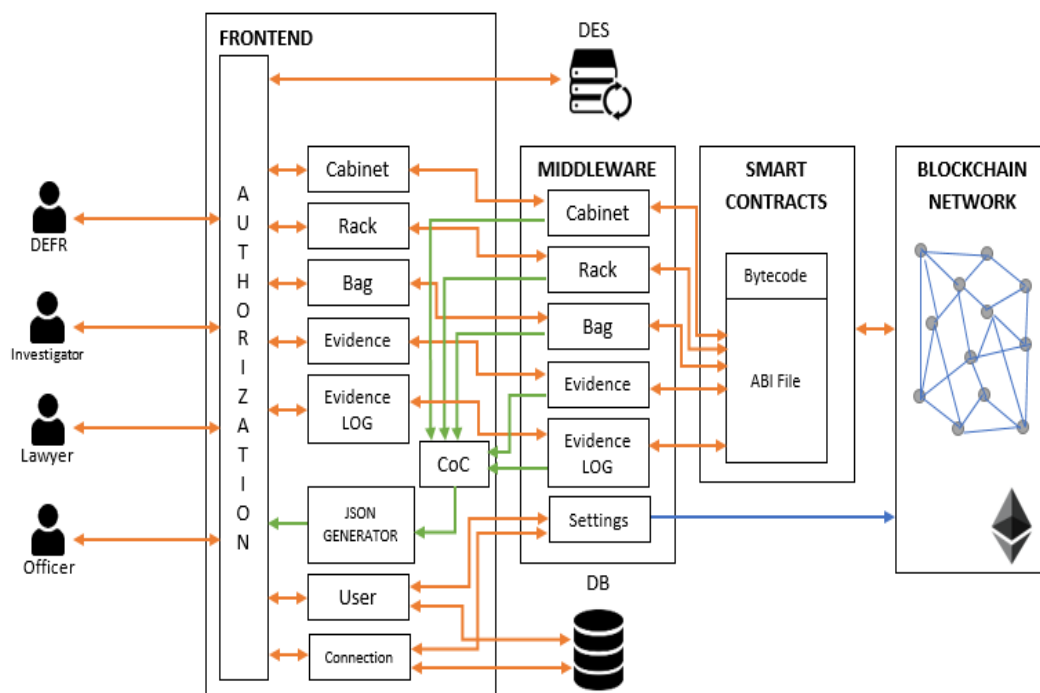 FRONTEND
DES
AUTHORIZATION
Cabinet
Rack
Bag
Evidence
Evidence
LOG
CoC
JSON
GENERATOR
User
Connection
DEFR
Investigator
Lawyer
Officer
MIDDLEWARE
Cabinet
Rack
Bag
Evidence
Evidence
LOG
Settings
DB
SMART
CONTRACTS
Bytecode
ABI File
BLOCKCHAIN
NETWORK